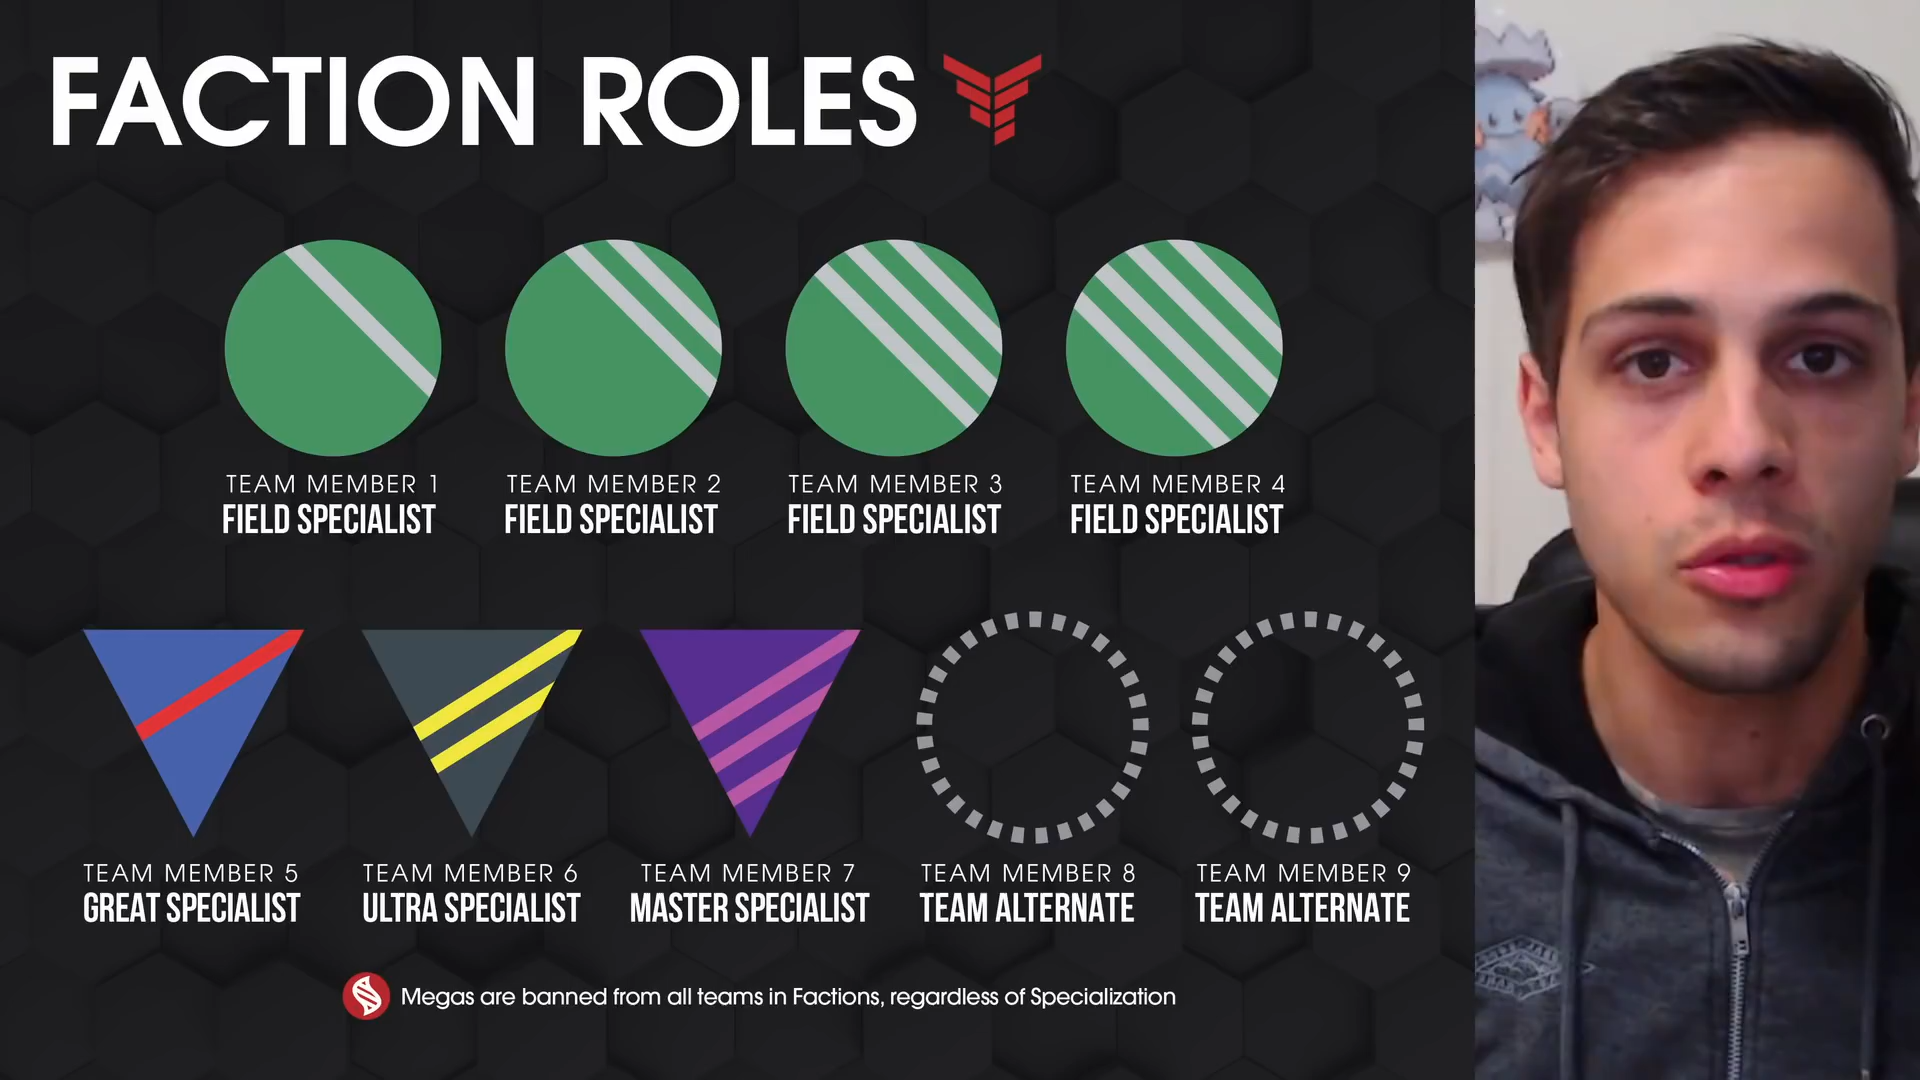 FACTION ROLES
TEAM MEMBER 1
FIELD SPECIALIST
TEAM MEMBER 2
FIELD SPECIALIST
TEAM MEMBER 3
FIELD SPECIALIST
TEAM MEMBER 4
FIELD SPECIALIST
TEAM MEMBER 5
GREAT SPECIALIST
TEAM MEMBER 6
ULTRA SPECIALIST
TEAM MEMBER 7
MASTER SPECIALIST
TEAM MEMBER 8
TEAM ALTERNATE
TEAM MEMBER 9
TEAM ALTERNATE
Megas are banned from all teams in Factions, regardless of Specialization